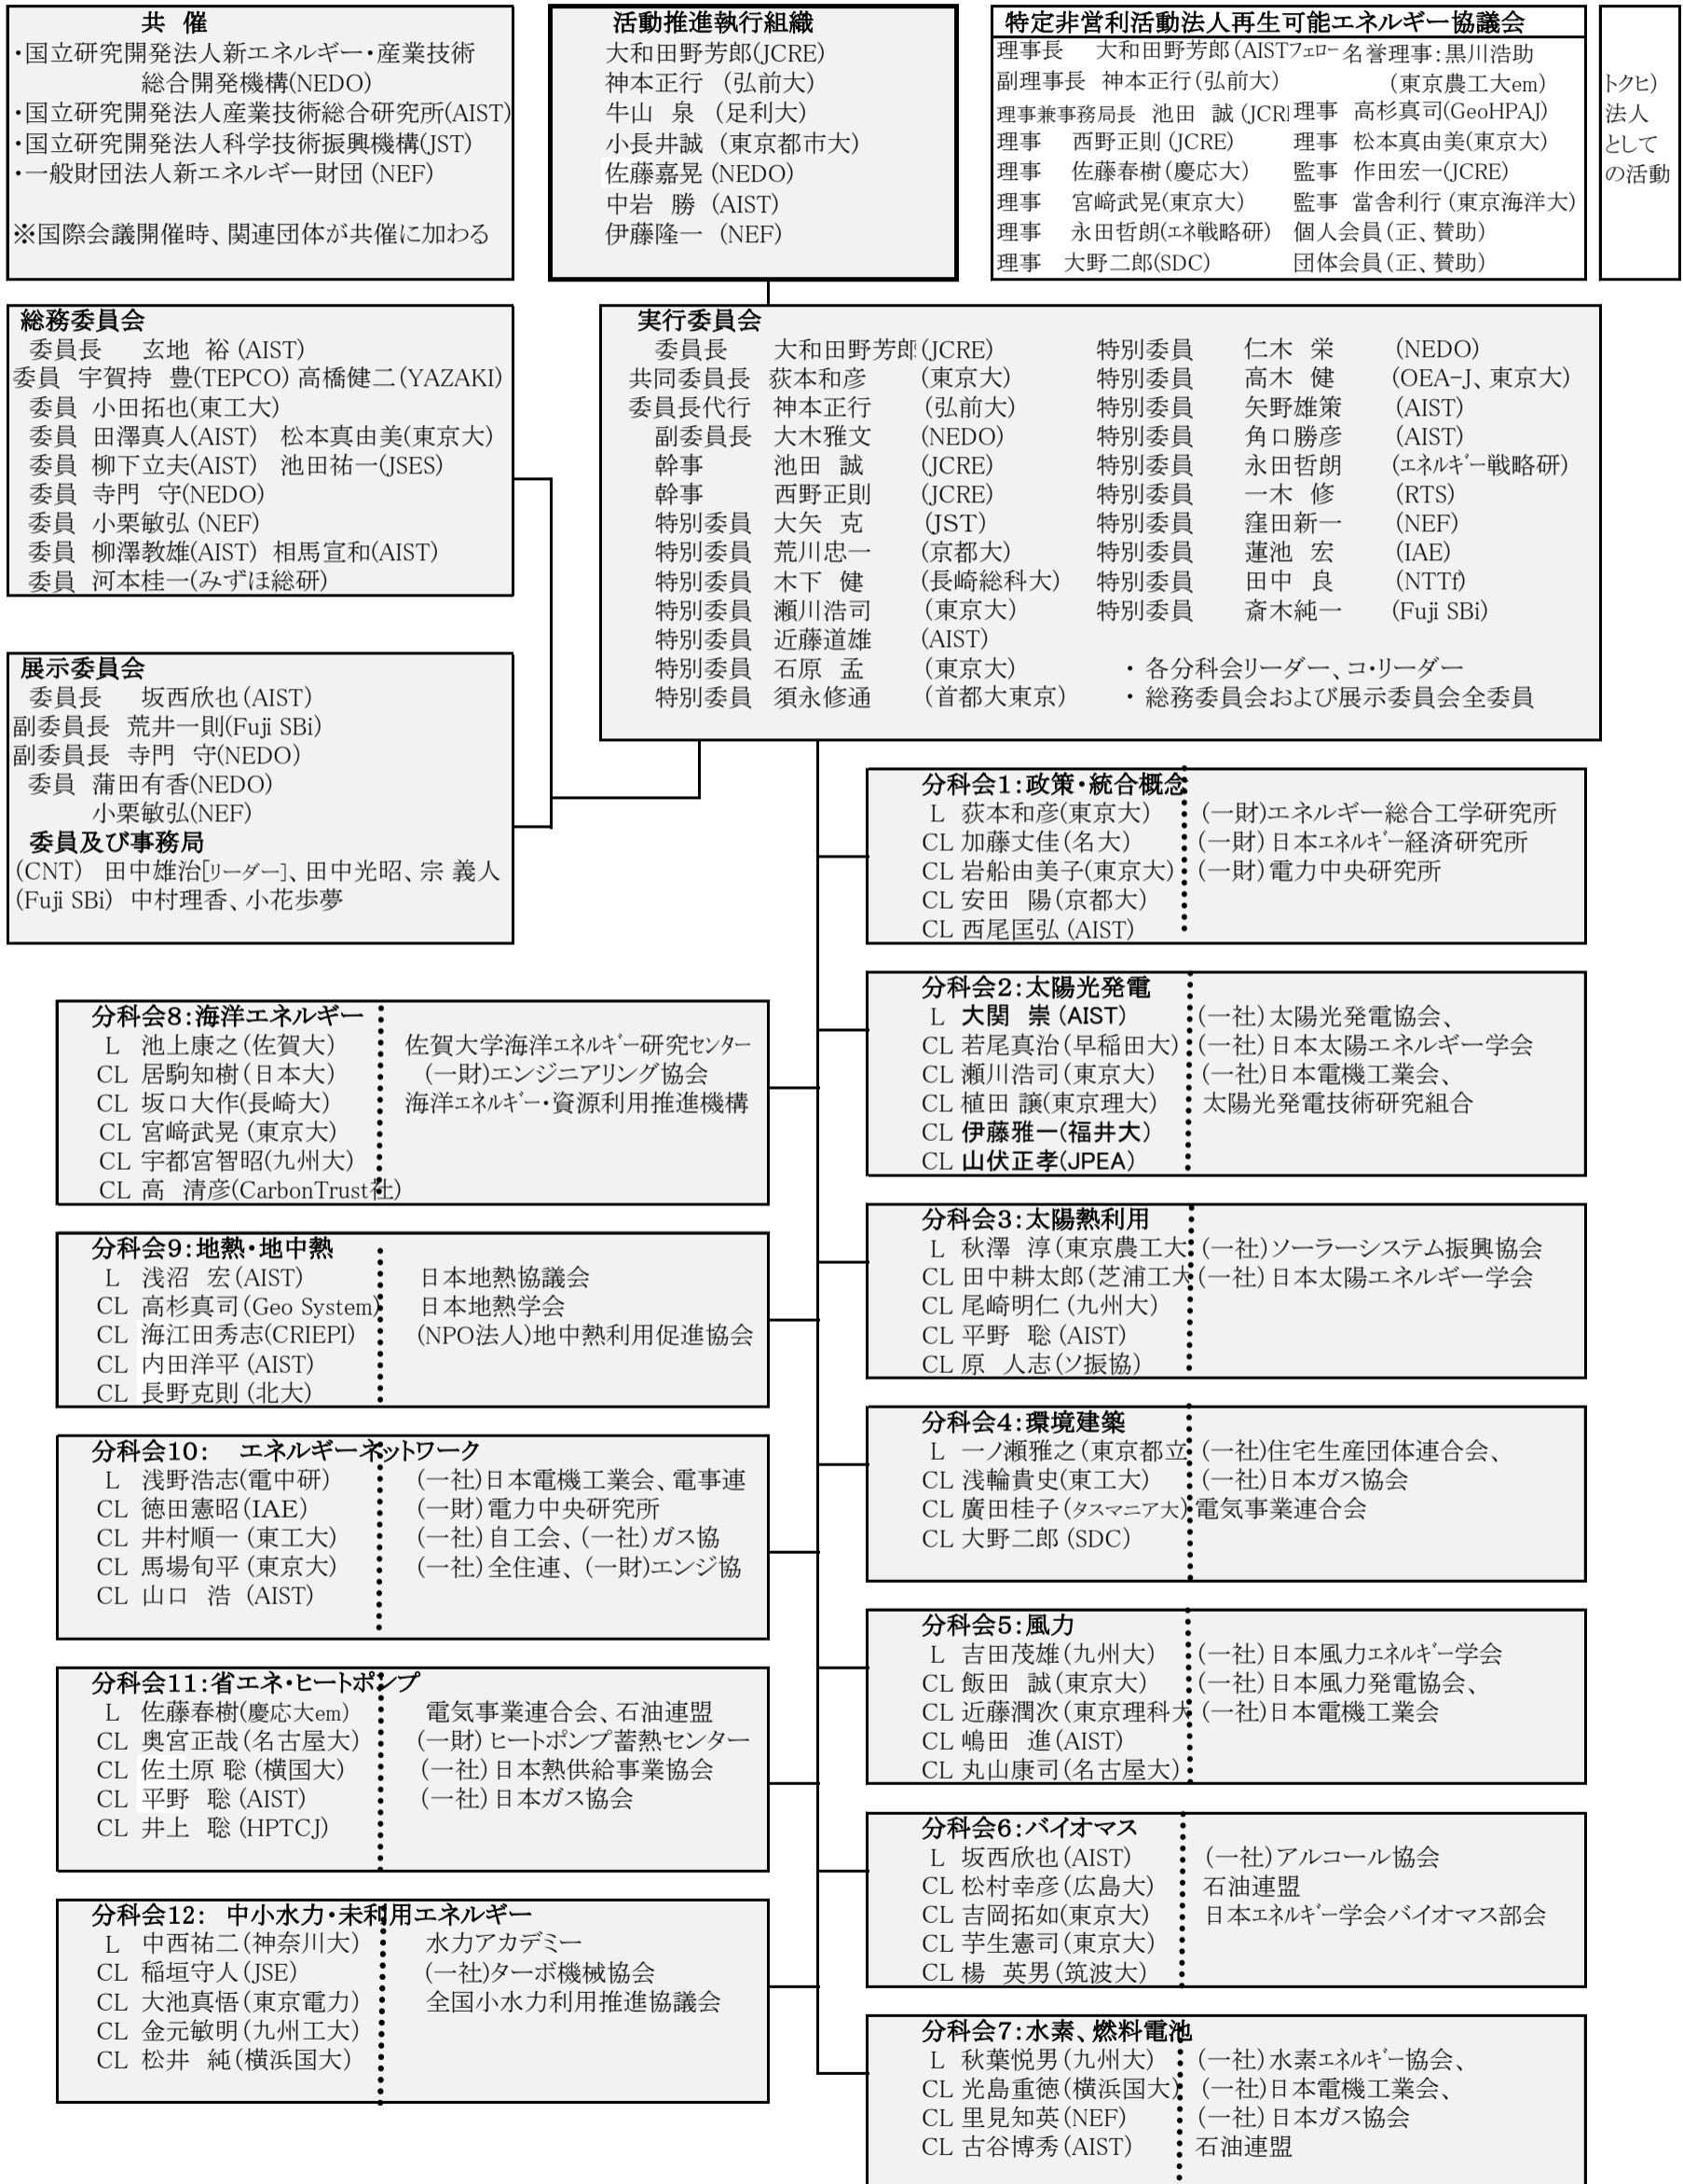 共　催
・国立研究開発法人新エネルギー・産業技術
総合開発機構(NEDO)
・国立研究開発法人産業技術総合研究所(AIST)
・国立研究開発法人科学技術振興機構(JST)
・一般財団法人新エネルギー財団 (NEF)
※国際会議開催時、関連団体が共催に加わる
活動推進執行組織
大和田野芳郎(JCRE)
神本正行 (弘前大)
牛山　泉 (足利大)
小長井誠 (東京都市大)
佐藤嘉晃 (NEDO)
中岩　勝 (AIST)
伊藤隆一 (NEF)
特定非営利活動法人再生可能エネルギー協議会
理事長　大和田野芳郎(AISTフェロー 名誉理事:黒川浩助
副理事長 神本正行(弘前大) (東京農工大em)
理事兼事務局長 池田　誠 (JCR 理事 高杉真司(GeoHPAJ)
理事　西野正則 (JCRE) 理事 松本真由美(東京大)
理事　佐藤春樹(慶応大) 監事 作田宏一(JCRE)
理事　宮﨑武晃(東京大) 監事 當舎利行 (東京海洋大)
理事　永田哲朗(エネ戦略研) 個人会員(正、賛助)
理事　大野二郎(SDC) 団体会員(正、賛助)
トクヒ)
法人
として
の活動
総務委員会
委員長　玄地　裕 (AIST)
委員 宇賀持　豊(TEPCO) 高橋健二(YAZAKI)
委員 小田拓也(東工大)
委員 田澤真人(AIST) 松本真由美(東京大)
委員 柳下立夫(AIST) 池田祐一(JSES)
委員 寺門　守(NEDO)
委員 小栗敏弘 (NEF)
委員 柳澤教雄(AIST) 相馬宣和(AIST)
委員 河本桂一(みずほ総研)
実行委員会
委員長 大和田野芳郎(JCRE) 特別委員 仁木　栄 (NEDO)
共同委員長 荻本和彦 (東京大) 特別委員 高木　健 (OEA-J、東京大)
委員長代行 神本正行 (弘前大) 特別委員 矢野雄策 (AIST)
副委員長 大木雅文 (NEDO) 特別委員 角口勝彦 (AIST)
幹事 池田　誠 (JCRE) 特別委員 永田哲朗 (エネルギー戦略研)
幹事 西野正則 (JCRE) 特別委員 一木　修 (RTS)
特別委員 大矢　克 (JST) 特別委員 窪田新一 (NEF)
特別委員 荒川忠一 (京都大) 特別委員 蓮池　宏 (IAE)
特別委員 木下　健 (長崎総科大) 特別委員 田中　良 (NTTf)
特別委員 瀬川浩司 (東京大) 特別委員 斎木純一 (Fuji SBi)
特別委員 近藤道雄 (AIST)
特別委員 石原　孟 (東京大) ・各分科会リーダー、コ・リーダー
特別委員 須永修通 (首都大東京) ・総務委員会および展示委員会全委員
展示委員会
委員長　坂西欣也 (AIST)
副委員長 荒井一則(Fuji SBi)
副委員長 寺門　守(NEDO)
委員 蒲田有香(NEDO)
小栗敏弘(NEF)
委員及び事務局
(CNT) 田中雄治[リーダー]、田中光昭、宗 義人
(Fuji SBi) 中村理香、小花歩夢
分科会1:政策・統合概念
L 荻本和彦(東京大) (一財)エネルギー総合工学研究所
CL 加藤丈佳(名大) (一財)日本エネルギー経済研究所
CL 岩船由美子(東京大) (一財)電力中央研究所
CL 安田　陽(京都大)
CL 西尾匡弘 (AIST)
分科会2:太陽光発電
L 大関　崇 (AIST) (一社)太陽光発電協会、
CL 若尾真治(早稲田大) (一社)日本太陽エネルギー学会
CL 瀬川浩司(東京大) (一社)日本電機工業会、
CL 植田 譲(東京理大) 太陽光発電技術研究組合
CL 伊藤雅一(福井大)
CL 山伏正孝(JPEA)
分科会3:太陽熱利用
L 秋澤　淳(東京農工大 (一社)ソーラーシステム振興協会
CL 田中耕太郎(芝浦工大 (一社)日本太陽エネルギー学会
CL 尾崎明仁 (九州大)
CL 平野　聡 (AIST)
CL 原　人志(ソ振協)
分科会4:環境建築
L 一ノ瀬雅之(東京都立 (一社)住宅生産団体連合会、
CL 浅輪貴史(東工大) (一社)日本ガス協会
CL 廣田桂子(タスマニア大) 電気事業連合会
CL 大野二郎 (SDC)
分科会5:風力
L 吉田茂雄(九州大) (一社)日本風力エネルギー学会
CL 飯田　誠(東京大) (一社)日本風力発電協会、
CL 近藤潤次(東京理科大 (一社)日本電機工業会
CL 嶋田　進(AIST)
CL 丸山康司(名古屋大)
分科会6:バイオマス
L 坂西欣也(AIST) (一社)アルコール協会
CL 松村幸彦(広島大) 石油連盟
CL 吉岡拓如(東京大) 日本エネルギー学会バイオマス部会
CL 芋生憲司(東京大)
CL 楊　英男(筑波大)
分科会7:水素、燃料電池
L 秋葉悦男(九州大) (一社)水素エネルギー協会、
CL 光島重徳(横浜国大) (一社)日本電機工業会、
CL 里見知英(NEF) (一社)日本ガス協会
CL 古谷博秀(AIST) 石油連盟
分科会8:海洋エネルギー
L 池上康之(佐賀大) 佐賀大学海洋エネルギー研究センター
CL 居駒知樹(日本大) (一財)エンジニアリング協会
CL 坂口大作(長崎大) 海洋エネルギー・資源利用推進機構
CL 宮﨑武晃 (東京大)
CL 宇都宮智昭(九州大)
CL 高　清彦(CarbonTrust社)
分科会9:地熱・地中熱
L 浅沼　宏(AIST) 日本地熱協議会
CL 高杉真司(Geo System) 日本地熱学会
CL 海江田秀志(CRIEPI) (NPO法人)地中熱利用促進協会
CL 内田洋平 (AIST)
CL 長野克則 (北大)
分科会10:　エネルギーネットワーク
L 浅野浩志(電中研) (一社)日本電機工業会、電事連
CL 徳田憲昭(IAE) (一財)電力中央研究所
CL 井村順一 (東工大) (一社)自工会、(一社)ガス協
CL 馬場旬平 (東京大) (一社)全住連、(一財)エンジ協
CL 山口　浩 (AIST)
分科会11:省エネ・ヒートポンプ
L 佐藤春樹(慶応大em) 電気事業連合会、石油連盟
CL 奥宮正哉(名古屋大) (一財) ヒートポンプ蓄熱センター
CL 佐土原 聡 (横国大) (一社)日本熱供給事業協会
CL 平野　聡 (AIST) (一社)日本ガス協会
CL 井上　聡 (HPTCJ)
分科会12:　中小水力・未利用エネルギー
L 中西祐二(神奈川大) 水力アカデミー
CL 稲垣守人(JSE) (一社)ターボ機械協会
CL 大池真悟(東京電力) 全国小水力利用推進協議会
CL 金元敏明(九州工大)
CL 松井　純(横浜国大)